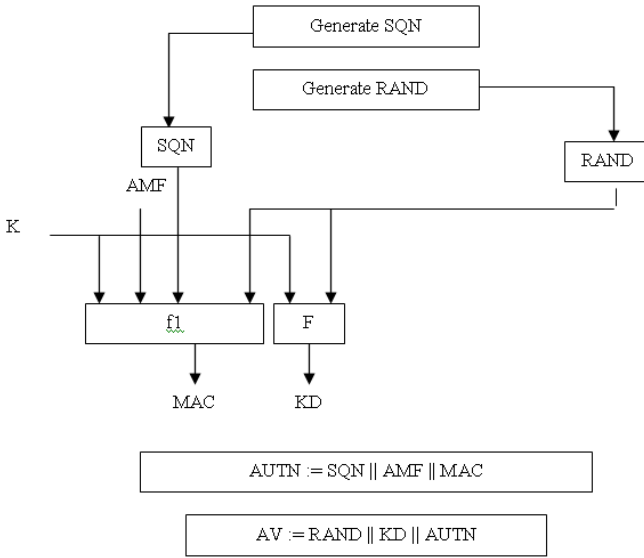 Generate SQN
Generate RAND
SQN
RAND
AMF
K
f1
F
MAC
KD
AUTN := SQN || AMF || MAC
AV := RAND || KD || AUTN